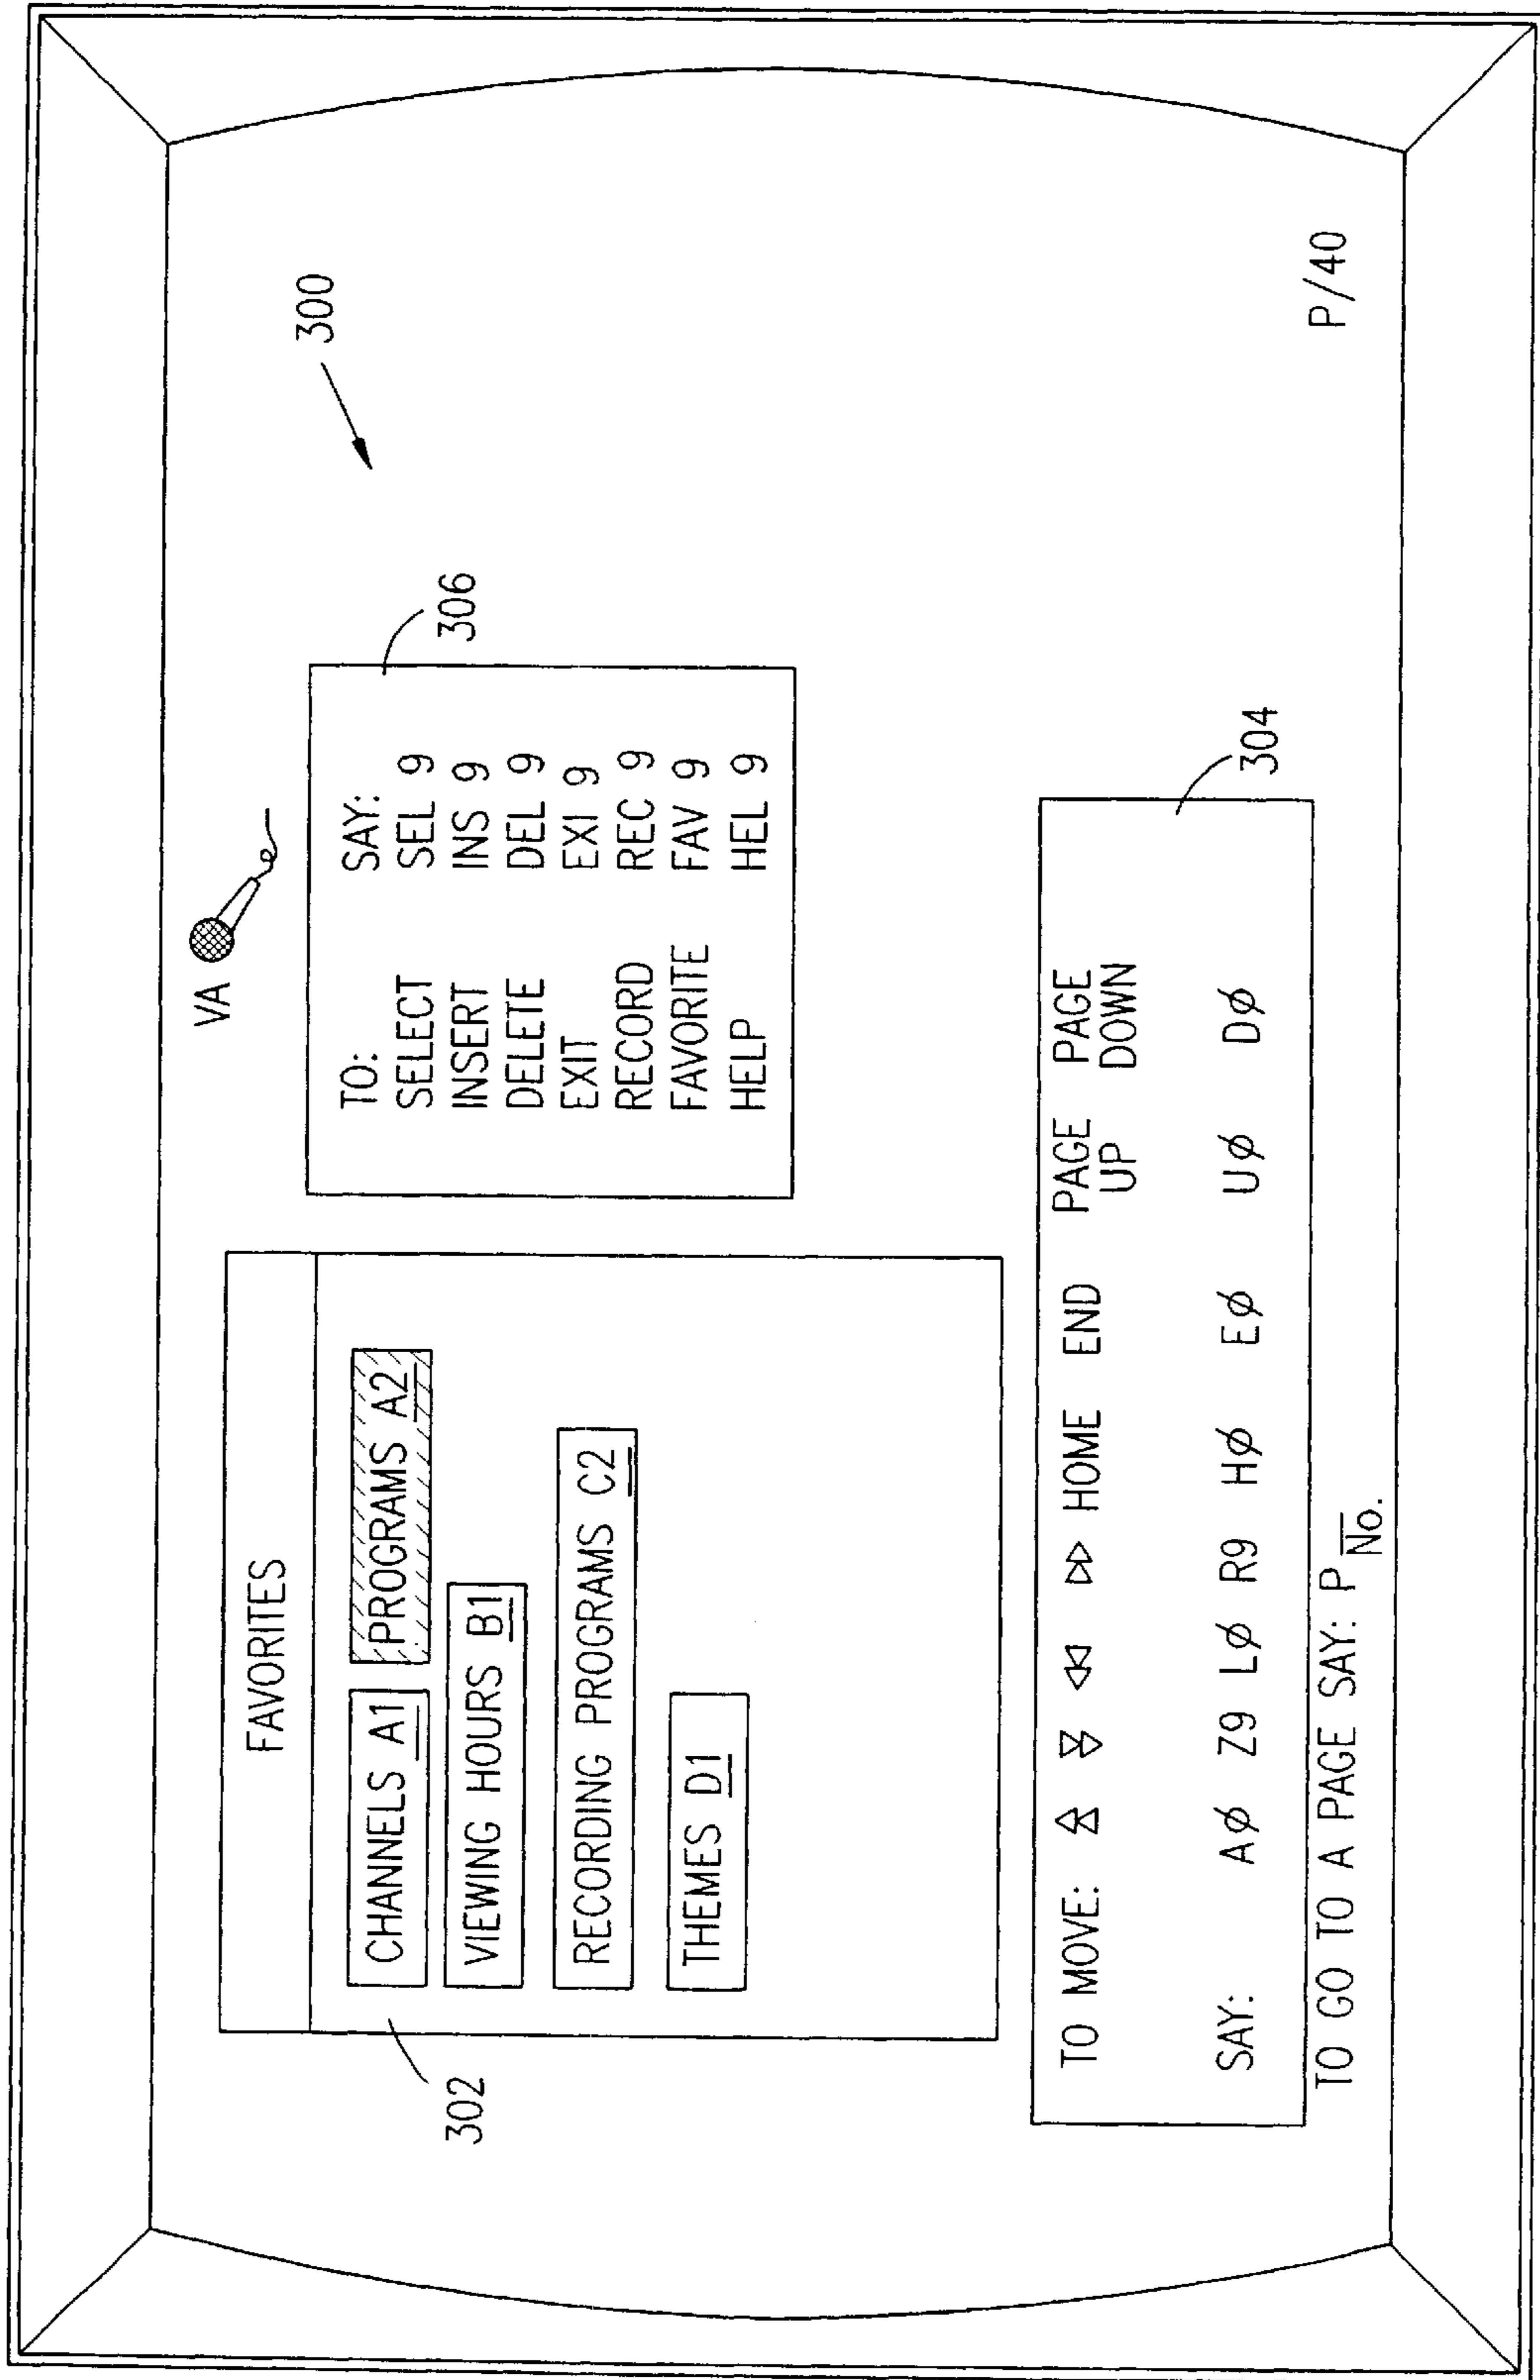 VA
300
FAVORITES
CHANNELS A1 PROGRAMS A2
VIEWING HOURS B1
RECORDING PROGRAMS C2
THEMES D1
302
TO: SAY:
SELECT SEL 9
INSERT INS 9
DELETE DEL 9
EXIT EXI 9
RECORD REC 9
FAVORITE FAV 9
HELP HEL 9
306
TO MOVE: HOME END PAGE UP PAGE DOWN
SAY: AØ Z9 LØ R9 HØ EØ UØ DØ
304
TO GO TO A PAGE SAY: P No.
P/40